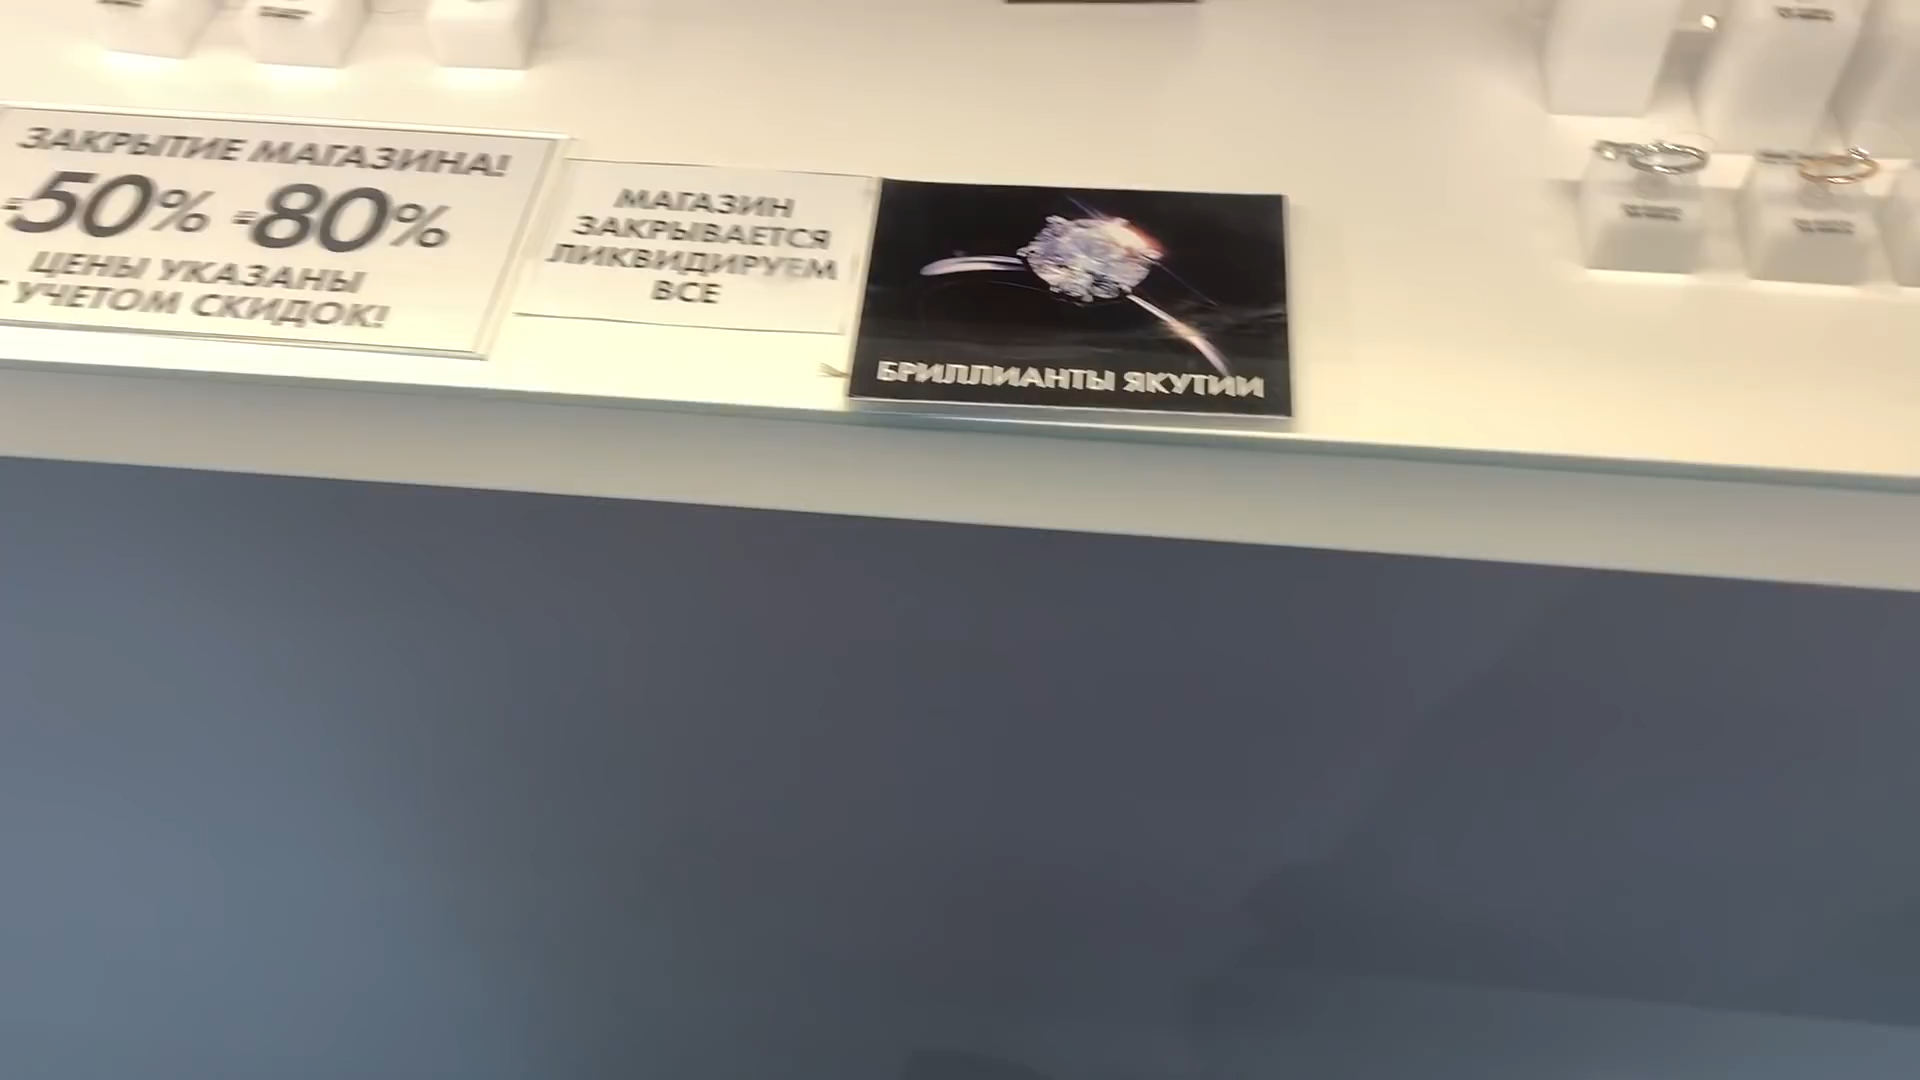 ЗАКРЫТИЕ МАГАЗИНА!
-50% -80%
ЦЕНЫ УКАЗАНЫ
УЧЕТОМ СКИДОК!
МАГАЗИН
ЗАКРЫВАЕТСЯ
ЛИКВИДИРУЕМ
ВСЕ
БРИЛЛИАНТЫ ЯКУТИИ